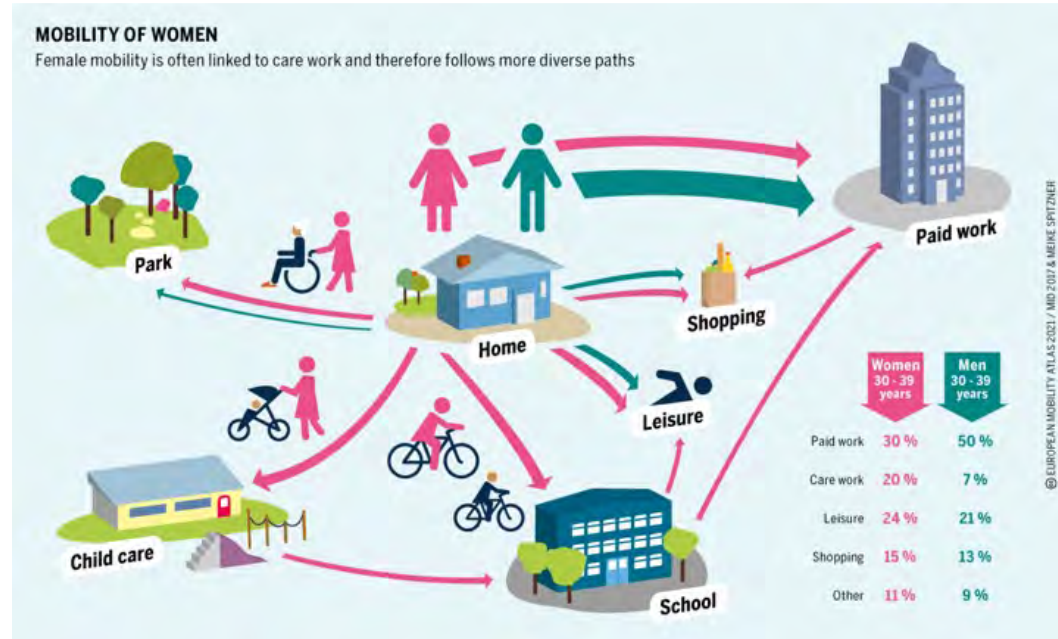 MOBILITY OF WOMEN
Female mobility is often linked to care work and therefore follows more diverse paths
Park
Home
Paid work
Shopping
Leisure
Child care
School
Women
30 - 39
years
Men
30 - 39
years
Paid work 30 % 50 %
Care work 20 % 7 %
Leisure 24 % 21 %
Shopping 15 % 13 %
Other 11 % 9 %
EUROPEAN MOBILITY ATLAS 2021 / MID 2017 & MEIKE SPITZNER